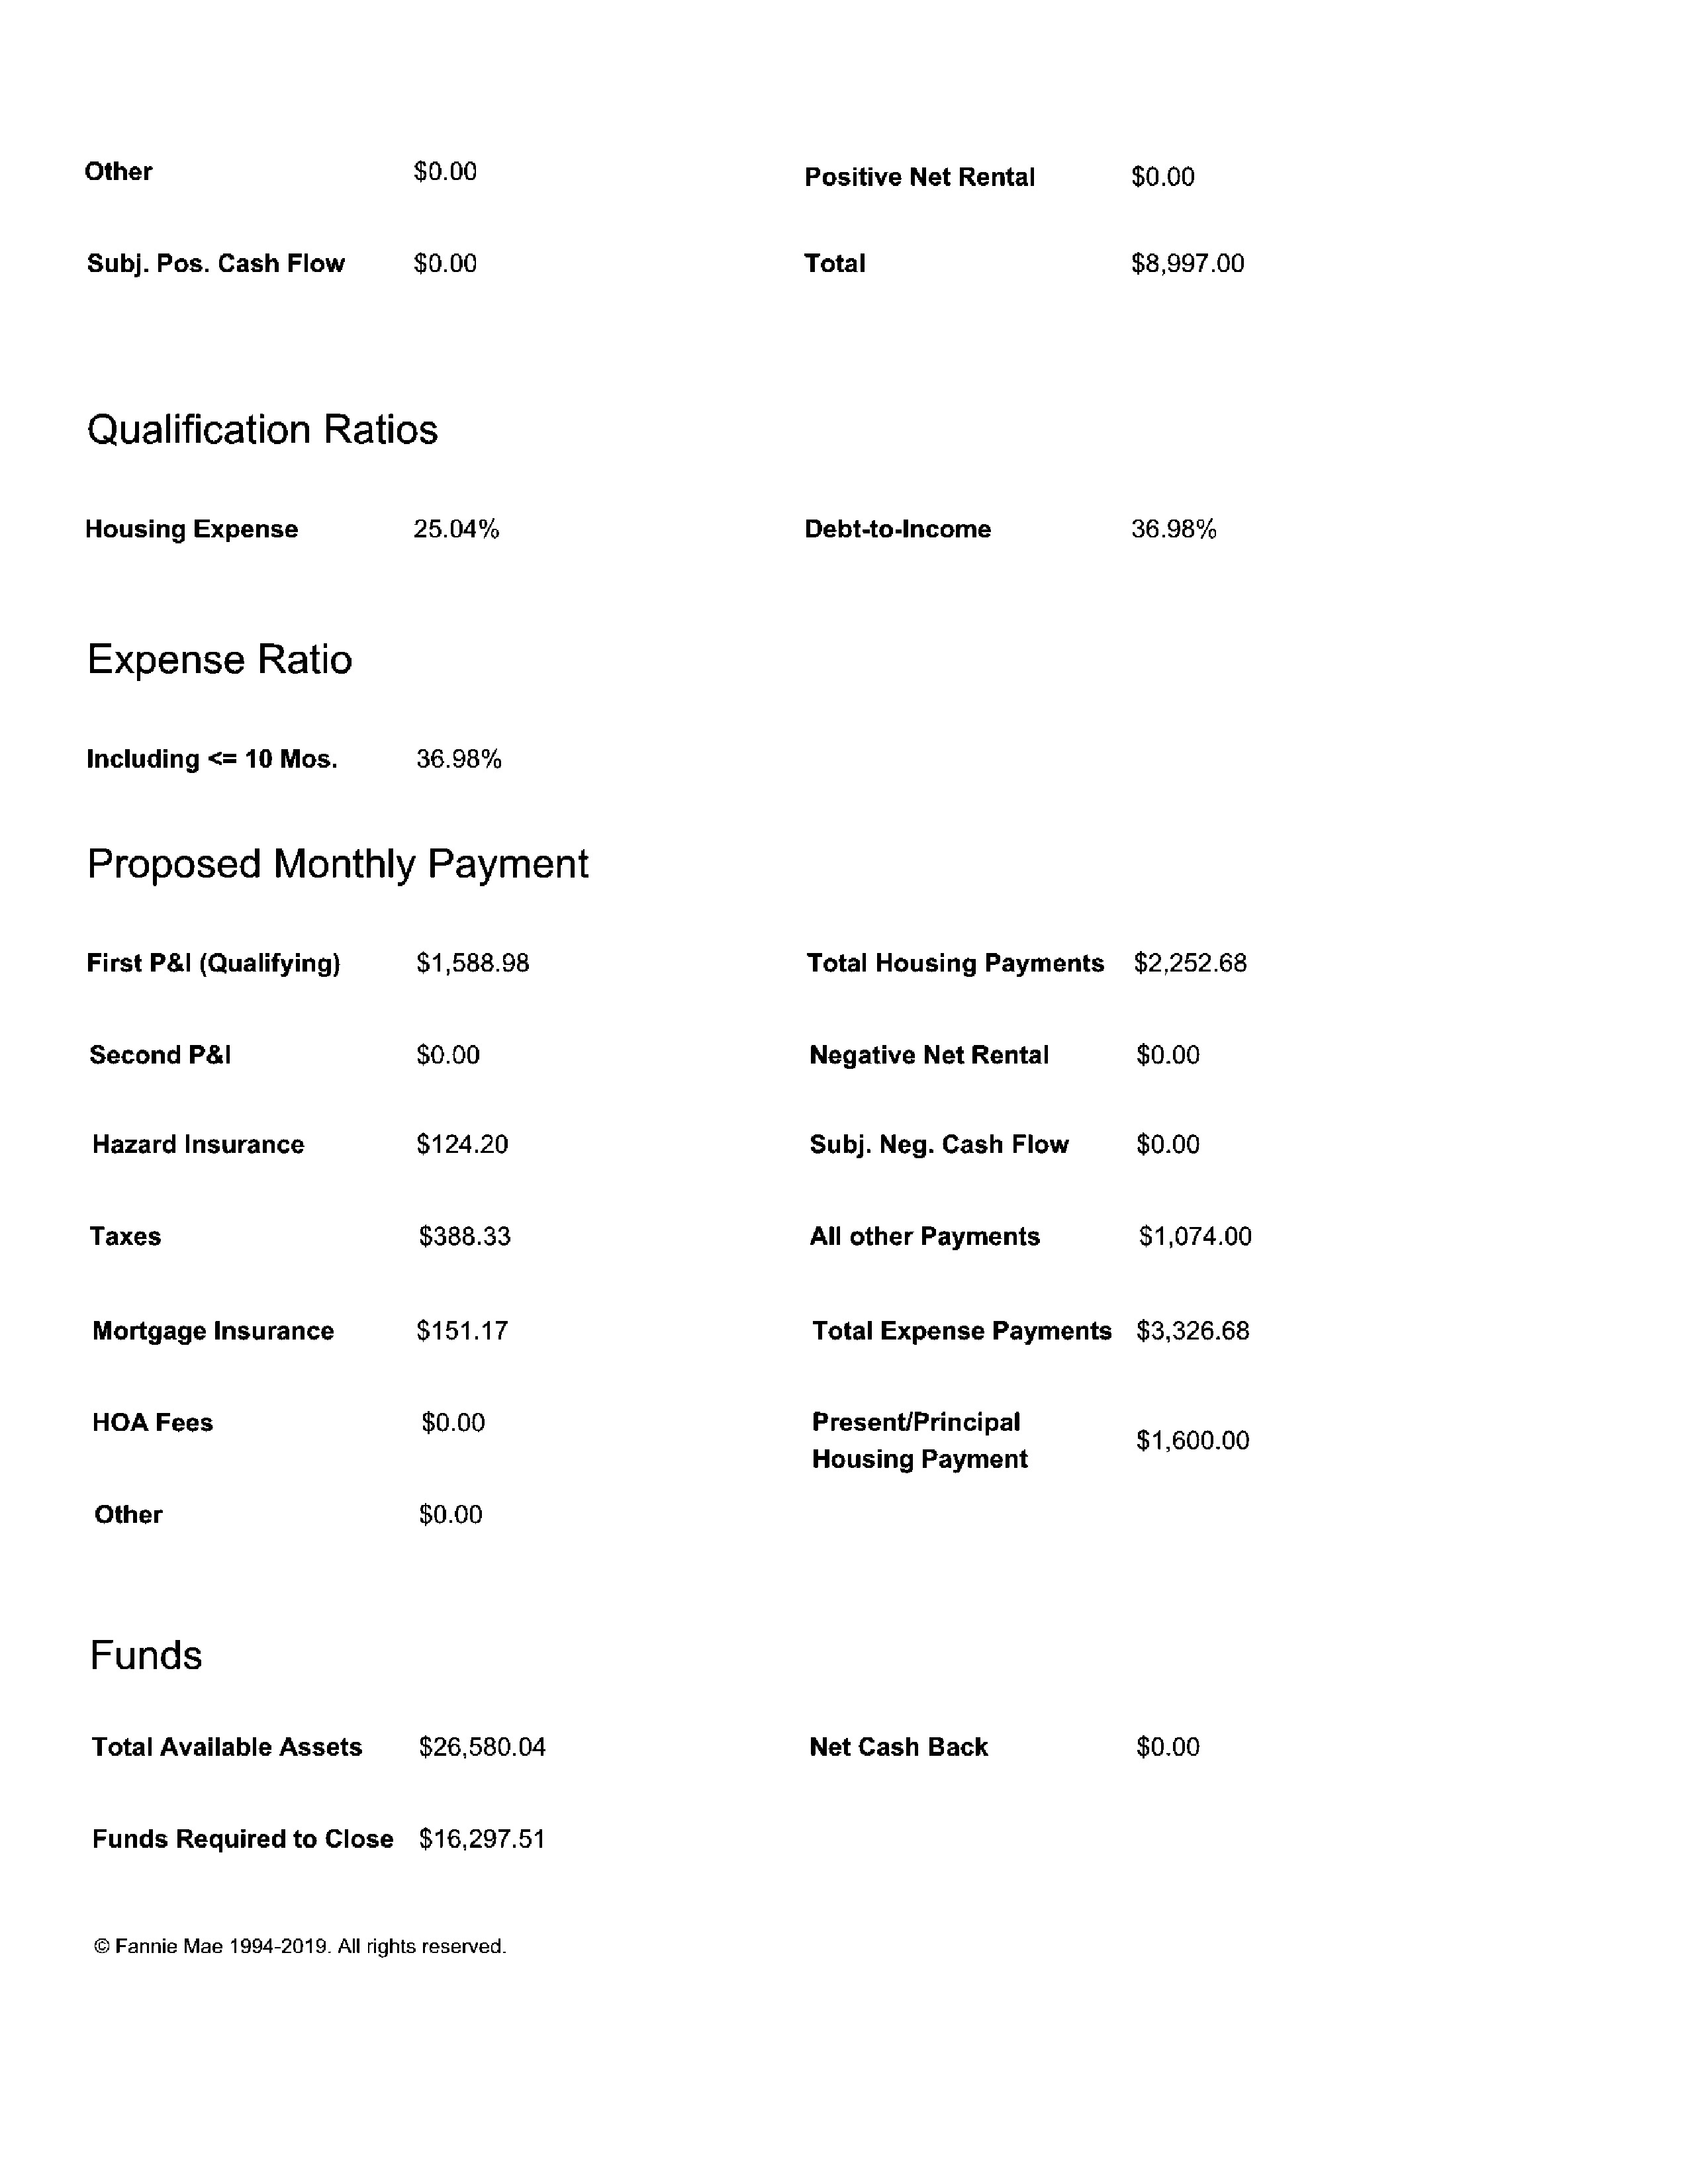 Other $0.00 Positive Net Rental $0.00
Subj. Pos. Cash Flow $0.00 Total $8,997.00
Qualification Ratios
Housing Expense 25.04% Debt-to-Income 36.98%
Expense Ratio
Including <= 10 Mos. 36.98%
Proposed Monthly Payment
First P&I (Qualifying) $1,588.98 Total Housing Payments $2,252.68
Second P&I $0.00 Negative Net Rental $0.00
Hazard Insurance $124.20 Subj. Neg. Cash Flow $0.00
Taxes $388.33 All other Payments $1,074.00
Mortgage Insurance $151.17 Total Expense Payments $3,326.68
HOA Fees $0.00 Present/Principal
Housing Payment $1,600.00
Other $0.00
Funds
Total Available Assets $26,580.04 Net Cash Back $0.00
Funds Required to Close $16,297.51
© Fannie Mae 1994-2019. All rights reserved.